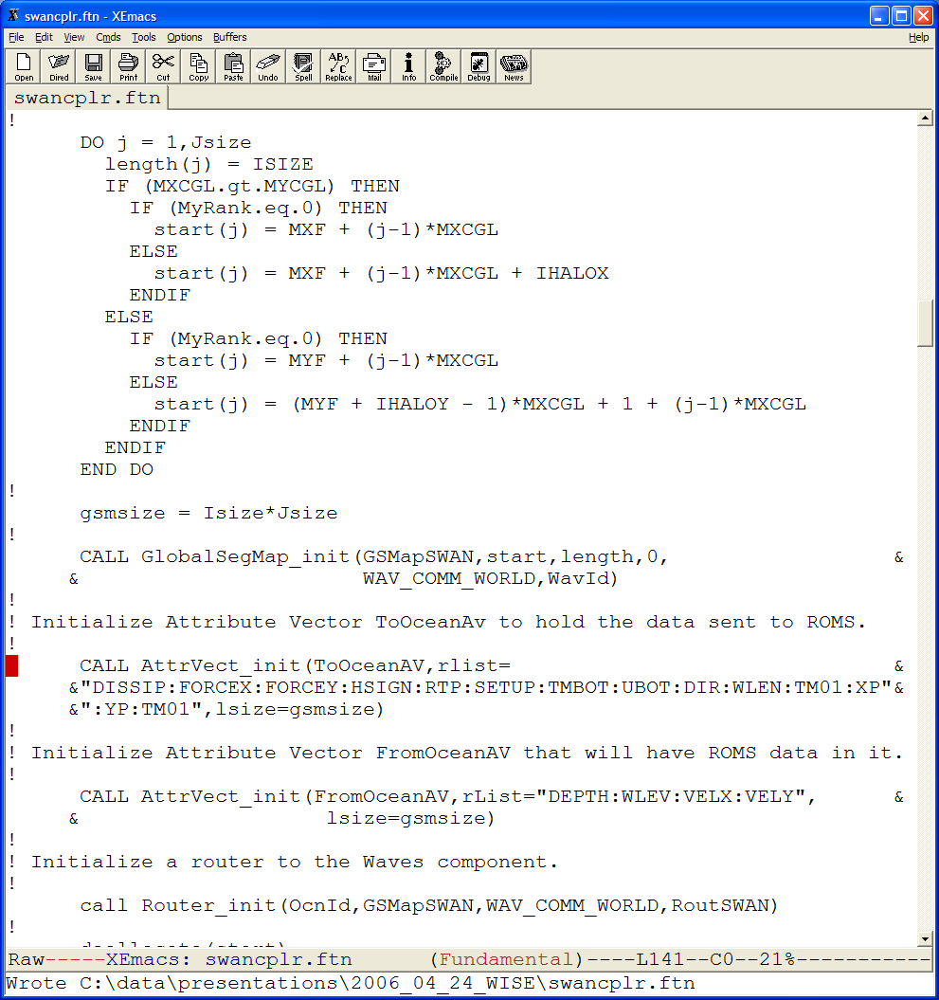 swancplr.ftn - XEmacs
File Edit View Cmds Tools Options Buffers Help
Open Dired Save Print Cut Copy Paste Undo Spell Replace Mail Info Compile Debug News
swancplr.ftn
!
DO j = 1,Jsize
length(j) = ISIZE
IF (MXCGL.gt.MYCGL) THEN
IF (MyRank.eq.0) THEN
start(j) = MXF + (j-1)*MXCGL
ELSE
start(j) = MXF + (j-1)*MXCGL + IHALOX
ENDIF
ELSE
IF (MyRank.eq.0) THEN
start(j) = MYF + (j-1)*MXCGL
ELSE
start(j) = (MYF + IHALOY - 1)*MXCGL + 1 + (j-1)*MXCGL
ENDIF
ENDIF
END DO
!
gsmsize = Isize*Jsize
!
CALL GlobalSegMap_init(GSMapSWAN,start,length,0, &
& WAV_COMM_WORLD,WavId)
!
! Initialize Attribute Vector ToOceanAv to hold the data sent to ROMS.
!
CALL AttrVect_init(ToOceanAV,rlist= &
&"DISSIP:FORCEX:FORCEY:HSIGN:RTP:SETUP:TMBOT:UBOT:DIR:WLEN:TM01:XP"&
&":YP:TM01",lsize=gsmsize)
!
! Initialize Attribute Vector FromOceanAV that will have ROMS data in it.
!
CALL AttrVect_init(FromOceanAV,rList="DEPTH:WLEV:VELX:VELY", &
& lsize=gsmsize)
!
! Initialize a router to the Waves component.
!
call Router_init(OcnId,GSMapSWAN,WAV_COMM_WORLD,RoutSWAN)
!
deallocate(start)
Raw-----XEmacs: swancplr.ftn (Fundamental)----L141--C0--21%-----------
Wrote C:\data\presentations\2006_04_24_WISE\swancplr.ftn